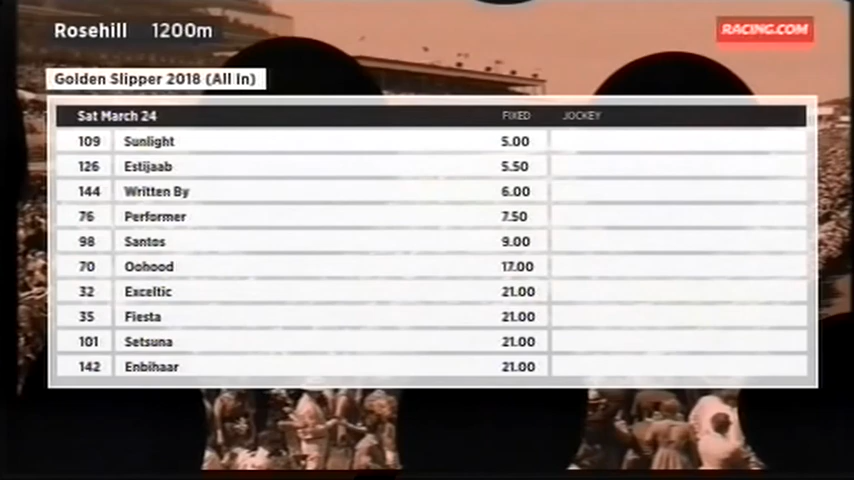 Rosehill 1200m
RACING.COM
Golden Slipper 2018 (All In)
Sat March 24 FIXED JOCKEY
109 Sunlight 5.00
126 Estijaab 5.50
144 Written By 6.00
76 Performer 7.50
98 Santos 9.00
70 Oohood 17.00
32 Exceltic 21.00
35 Fiesta 21.00
101 Setsuna 21.00
142 Enbihaar 21.00